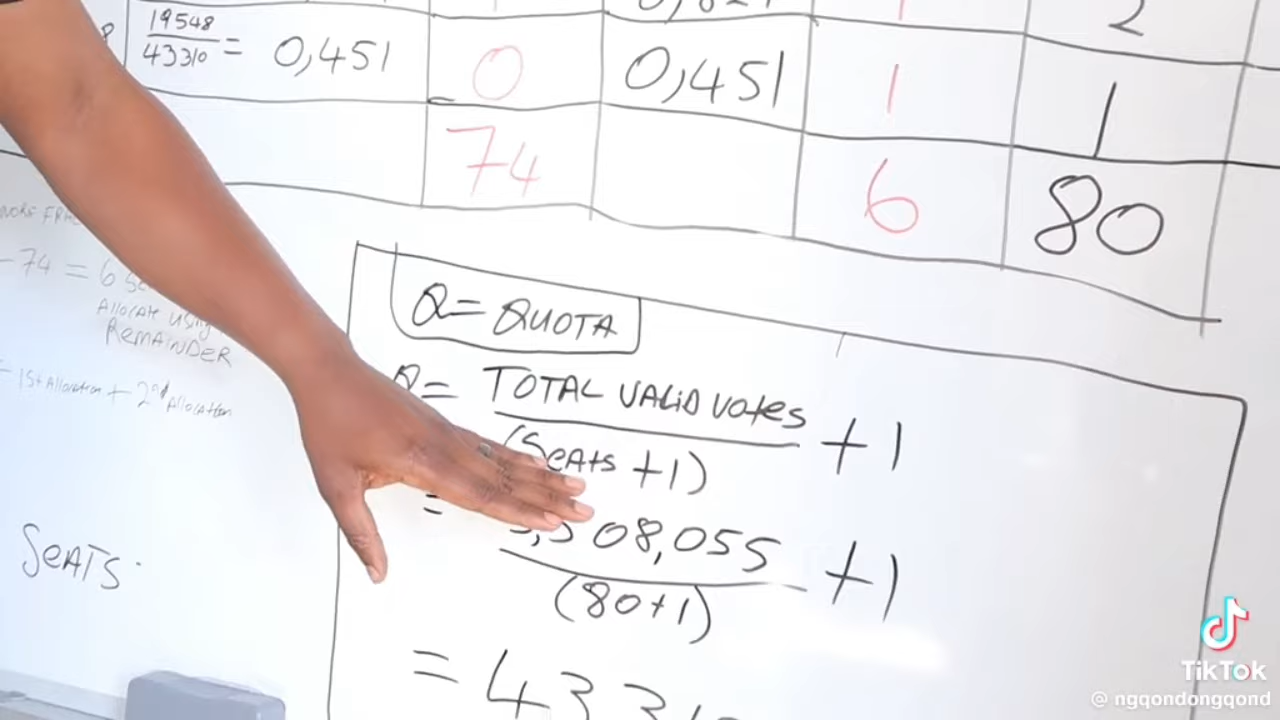 19548
43310 = 0,451 0 0,451 1 1
2
74 6 80
-74 = 6
Allocate using
REMAINDER
= 1st Allocation + 2nd Allocation
SEATS
Q = QUOTA
= TOTAL VALID VOTES + 1
(SEATS + 1)
= 08,055 + 1
(80+1)
= 433
TikTok
@ngqondongqond